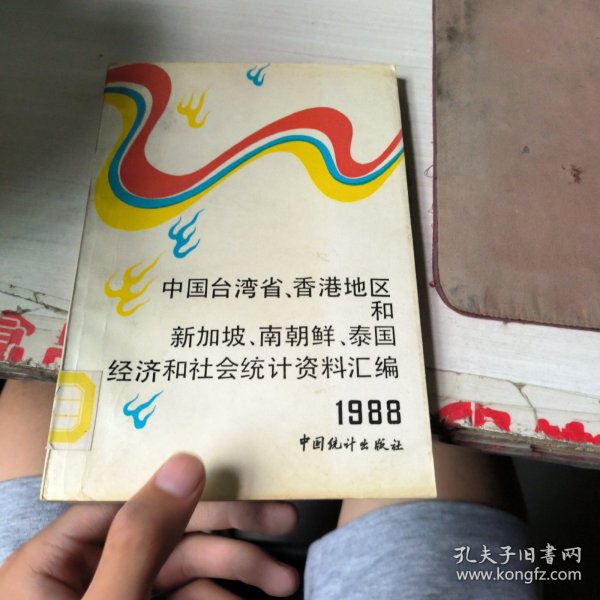 中国台湾省、香港地区
和
新加坡、南朝鲜、泰国
经济和社会统计资料汇编
1988
中国统计出版社
孔夫子旧书网
www.kongfz.com